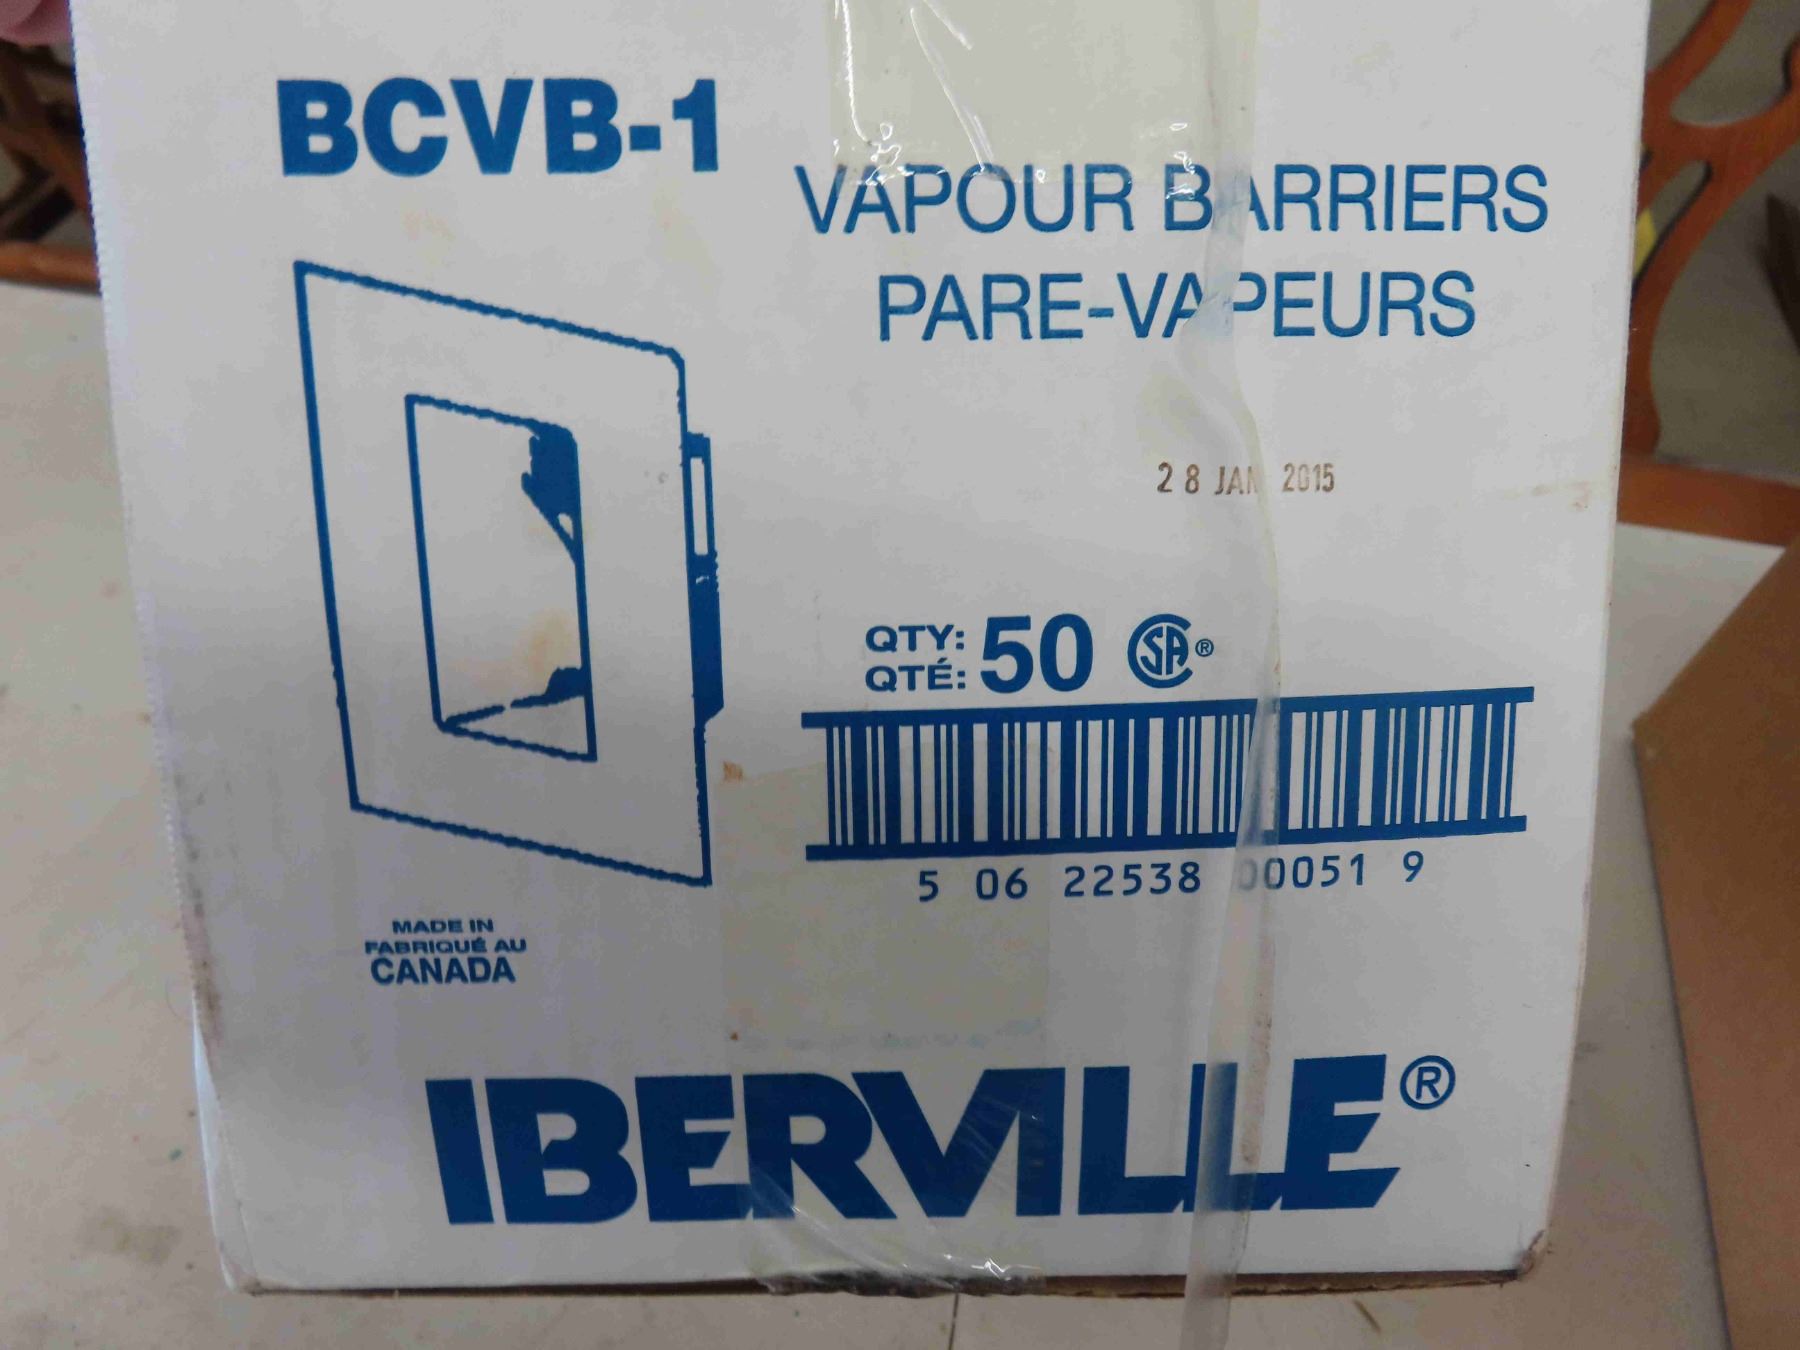 BCVB-1
VAPOUR BARRIERS
PARE-VAPEURS
28 JAN 2015
QTY: 50
QTÉ:
CSA®
5 06 22538 00051 9
MADE IN
FABRIQUÉ AU
CANADA
IBERVILLE®